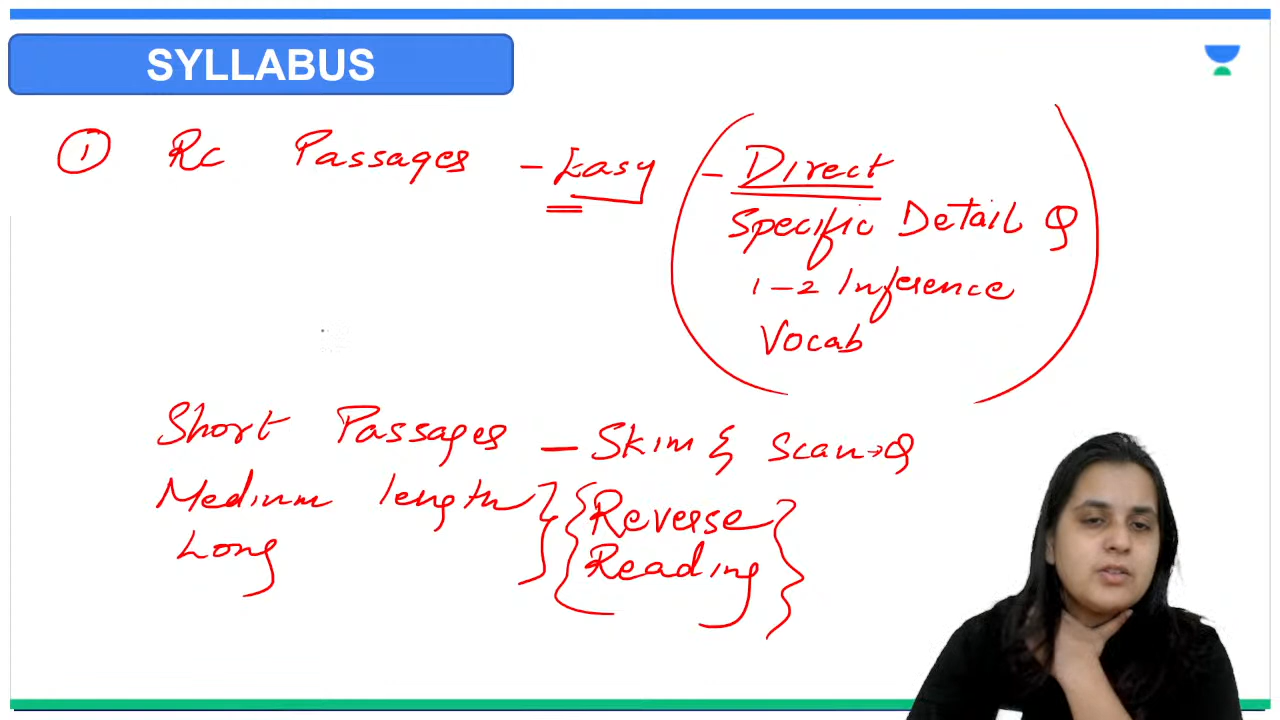 SYLLABUS
① Rc Passages - Easy - Direct
Specific Detail Q
1-2 Inference
Vocab
Short Passages - Skim & Scan → Q
Medium length } { Reverse }
Long } { Reading }